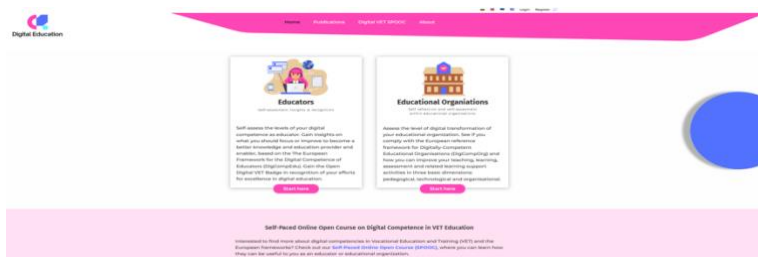 Login Register
Digital Education
Home Publications Digital VET SPOOC About
Educators
Self-assessment, insights & recognition
Self-assess the levels of your digital
competence as educator. Gain insights on
what you should focus or improve to become a
better knowledge and education provider and
enabler, based on the The European
Framework for the Digital Competence of
Educators (DigCompEdu). Gain the Open
Digital VET Badge in recognition of your efforts
for excellence in digital education.
Start here
Educational Organiations
Self-reflection and self-assessment
within educational organisations
Assess the level of digital transformation of
your educational organisation. See if you
comply with the European reference
framework for Digitally Competent
Educational Organisations (DigCompOrg) and
how you can improve your teaching, learning,
assessment and related learning support
activities in three basic dimensions:
pedagogical, technological and organisational.
Start here
Self-Paced Online Open Course on Digital Competence in VET Education
Interested to find more about digital competencies in Vocational Education and Training (VET) and the
European frameworks? Check out our Self-Paced Online Open Course (SPOOC), where you can learn how
they can be useful to you as an educator or educational organization.